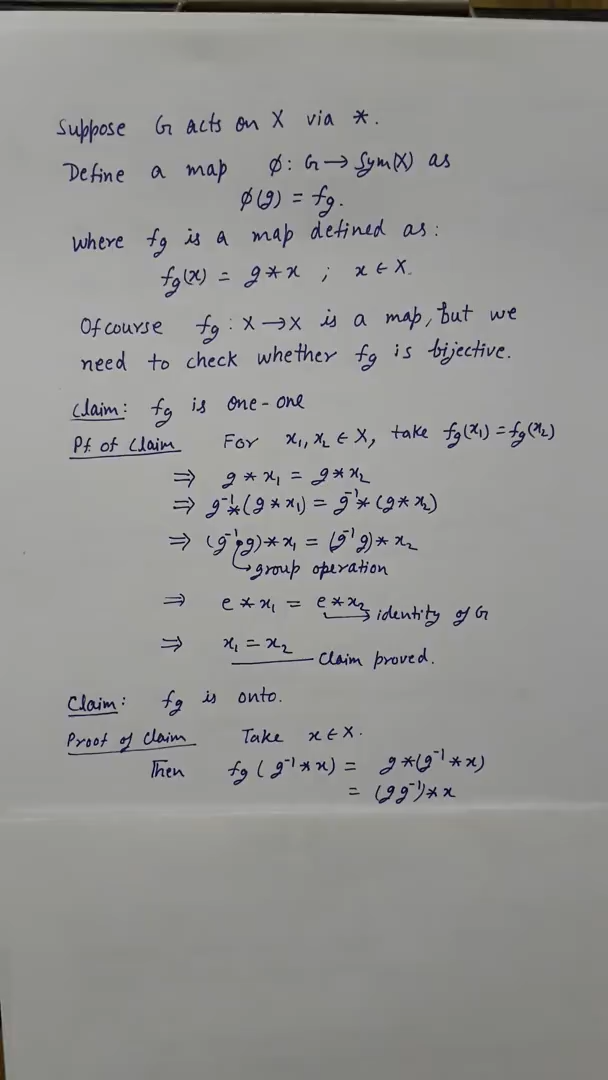 Suppose G acts on X via *.
Define a map ϕ: G → Sym(X) as
ϕ(g) = fg.
where fg is a map defined as:
fg(x) = g * x ; x ∈ X.
Of course fg : X → X is a map, but we
need to check whether fg is bijective.
Claim: fg is one-one
Pf. of Claim For x₁, x₂ ∈ X, take fg(x₁) = fg(x₂)
⇒ g * x₁ = g * x₂
⇒ g⁻¹ * (g * x₁) = g⁻¹ * (g * x₂)
⇒ (g⁻¹ • g) * x₁ = (g⁻¹ g) * x₂
↳ group operation
⇒ e * x₁ = e * x₂ → identity of G
⇒ x₁ = x₂
Claim proved.
Claim: fg is onto.
Proof of Claim Take x ∈ X.
Then fg ( g⁻¹ * x) = g * (g⁻¹ * x)
= (g g⁻¹) * x